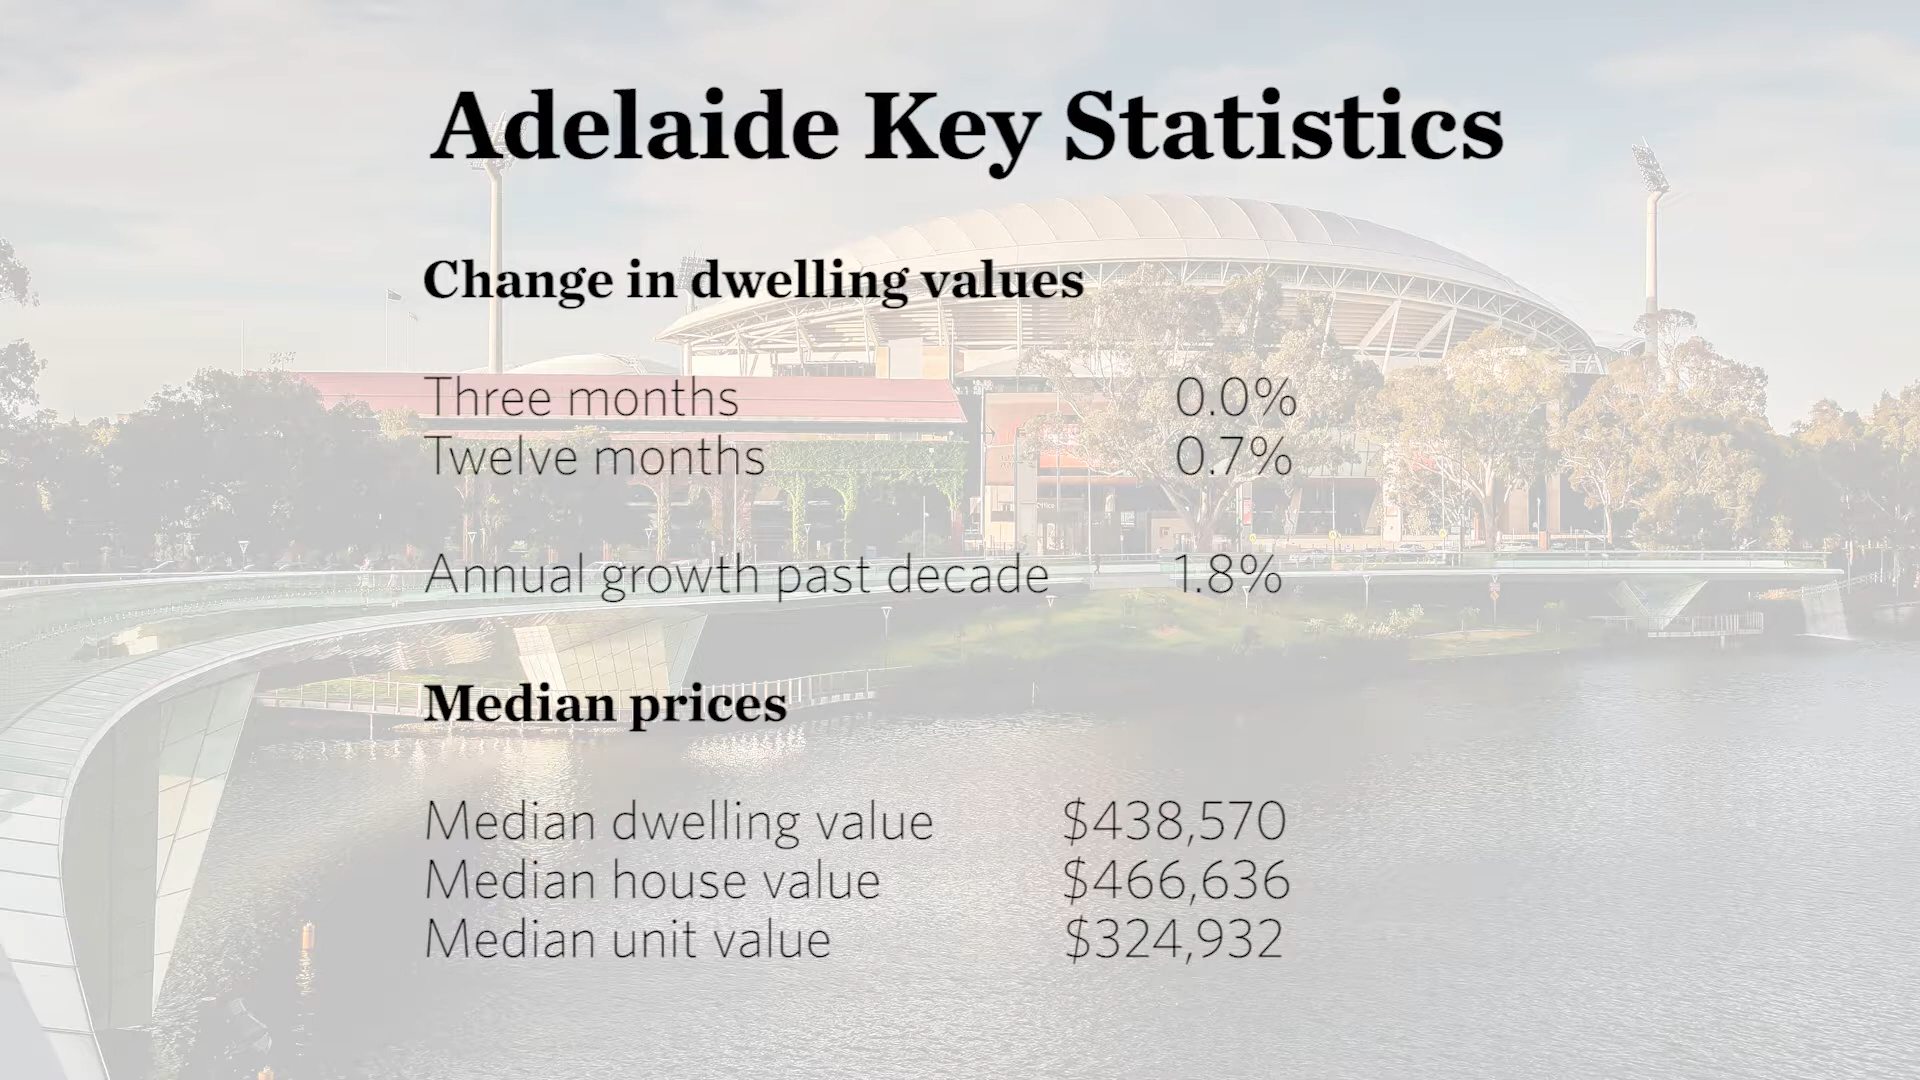 Adelaide Key Statistics
Change in dwelling values
Three months 0.0%
Twelve months 0.7%
Annual growth past decade 1.8%
Median prices
Median dwelling value $438,570
Median house value $466,636
Median unit value $324,932